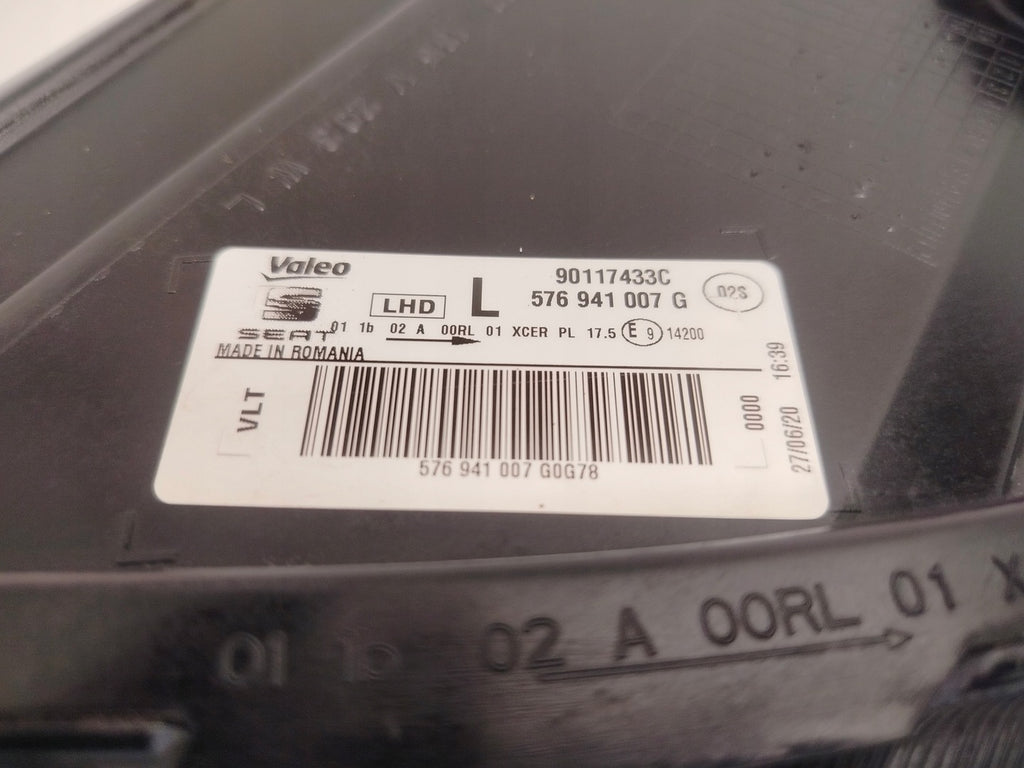 Valeo
SEAT
LHD
L
90117433C
576 941 007 G
02S
01 1b 02 A 00RL 01 XCER PL 17.5 E 9 14200
MADE IN ROMANIA
VLT
576 941 007 G0G78
0000
27/06/20 16:39
01 1b 02 A 00RL 01 X